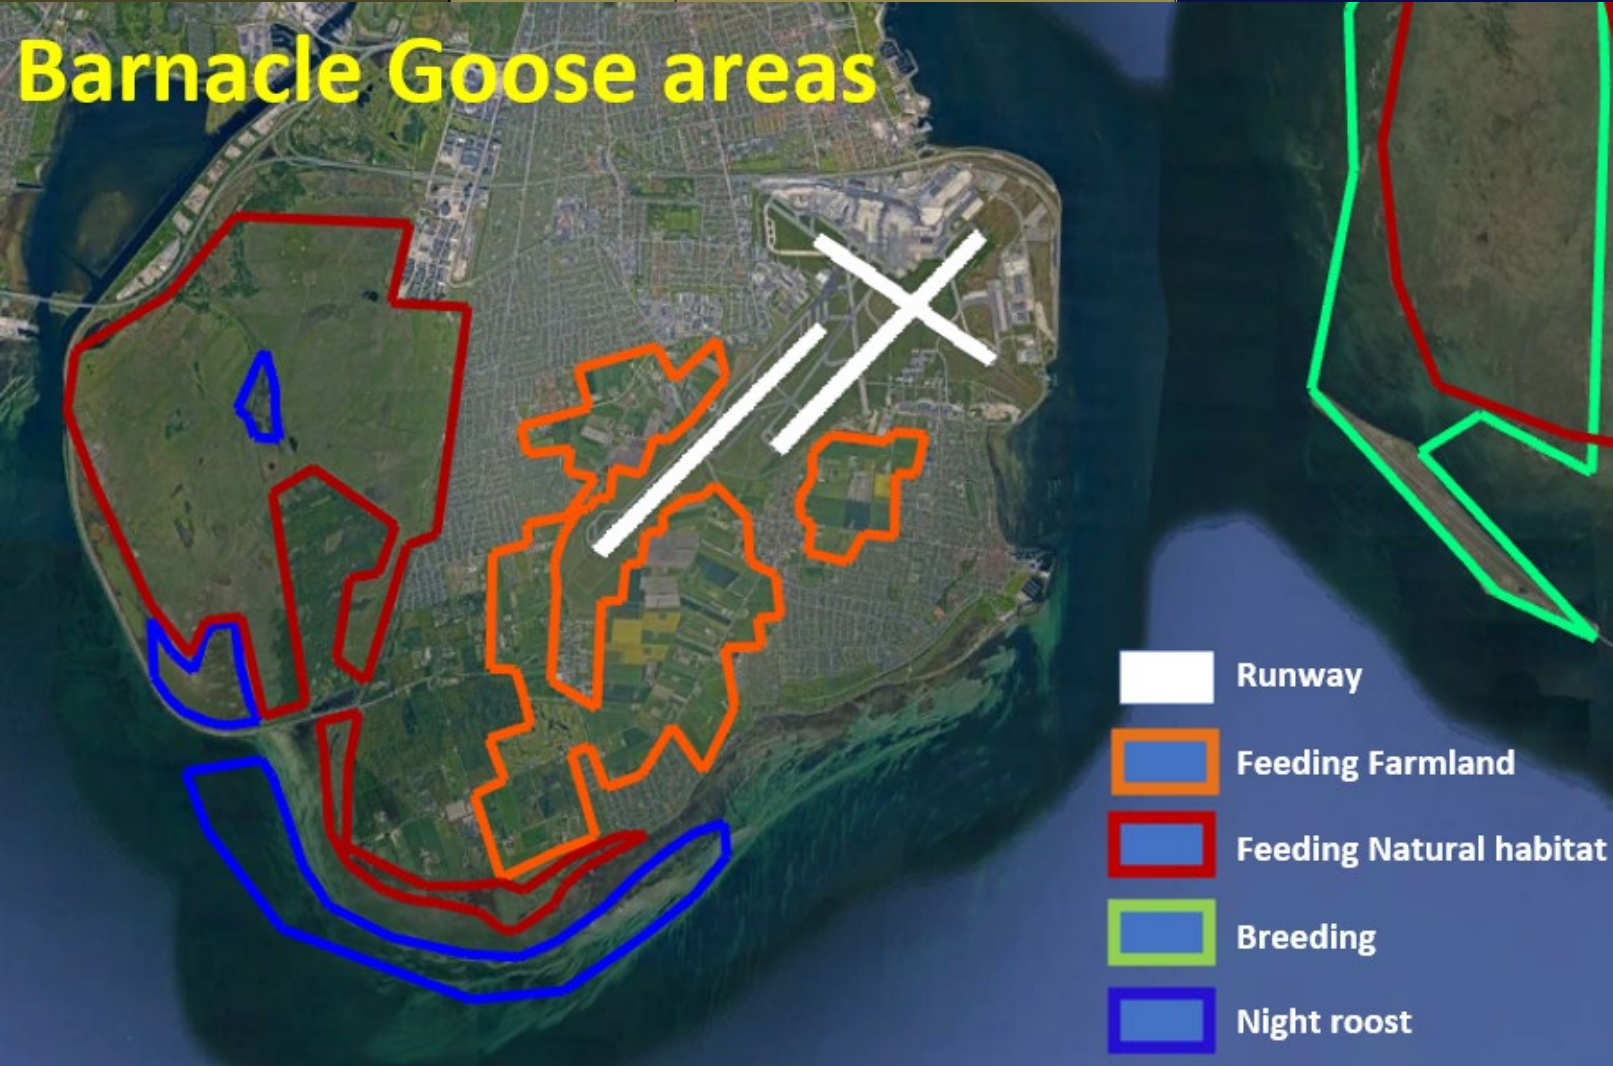 Barnacle Goose areas
Runway
Feeding Farmland
Feeding Natural habitat
Breeding
Night roost